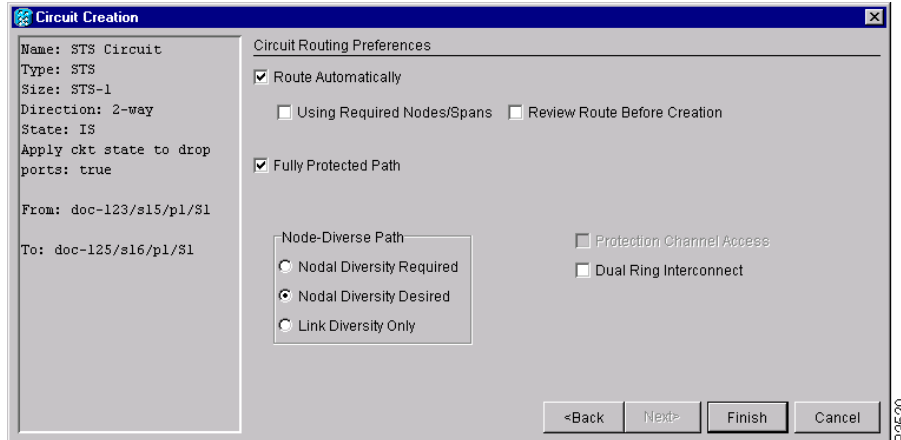 Circuit Creation
Name: STS Circuit
Type: STS
Size: STS-1
Direction: 2-way
State: IS
Apply ckt state to drop
ports: true
From: doc-123/s15/p1/S1
To: doc-125/s16/p1/S1
Circuit Routing Preferences
Route Automatically
Using Required Nodes/Spans
Review Route Before Creation
Fully Protected Path
Node-Diverse Path
Nodal Diversity Required
Nodal Diversity Desired
Link Diversity Only
Protection Channel Access
Dual Ring Interconnect
<Back
Next>
Finish
Cancel